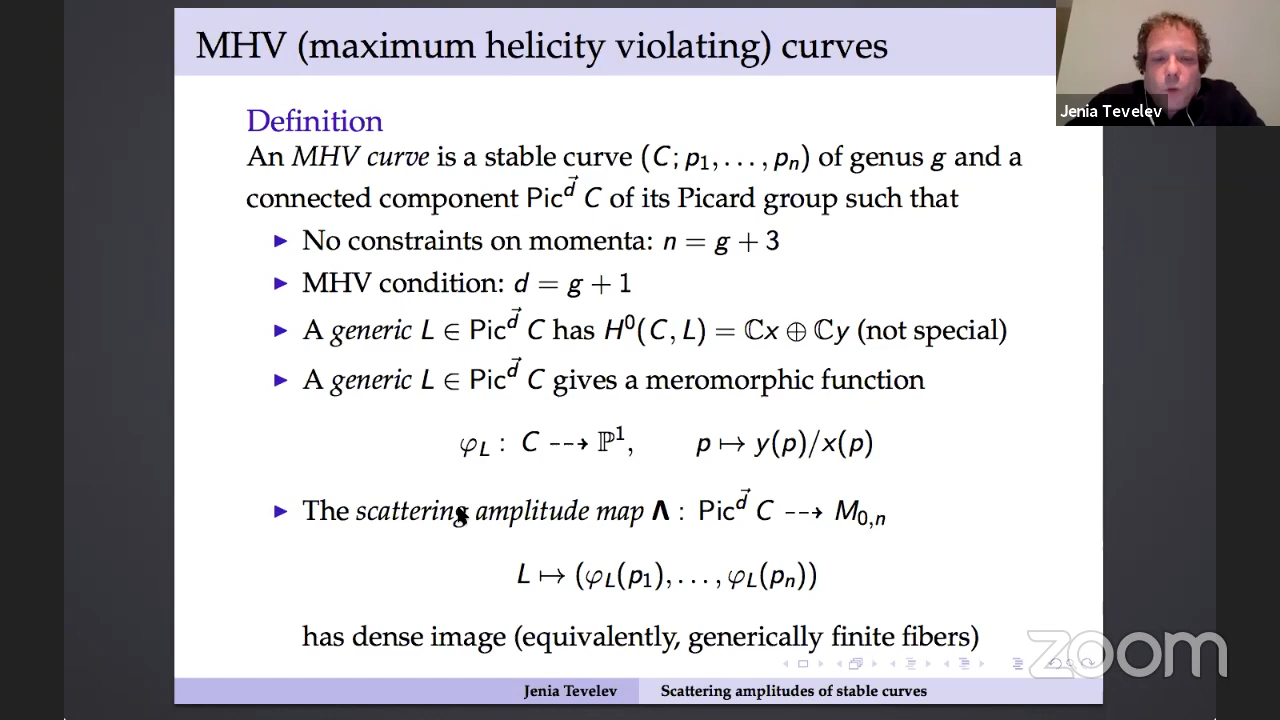 MHV (maximum helicity violating) curves
Jenia Tevelev
Definition
An MHV curve is a stable curve (C; p₁, . . . , pₙ) of genus g and a
connected component Pic^d⃗ C of its Picard group such that
▶ No constraints on momenta: n = g + 3
▶ MHV condition: d = g + 1
▶ A generic L ∈ Pic^d⃗ C has H⁰(C, L) = ℂx ⊕ ℂy (not special)
▶ A generic L ∈ Pic^d⃗ C gives a meromorphic function
φ_L : C ⇢ ℙ¹, p ↦ y(p)/x(p)
▶ The scattering amplitude map Λ : Pic^d⃗ C ⇢ M₀,ₙ
L ↦ (φ_L(p₁), . . . , φ_L(pₙ))
has dense image (equivalently, generically finite fibers)
zoom
Jenia Tevelev Scattering amplitudes of stable curves